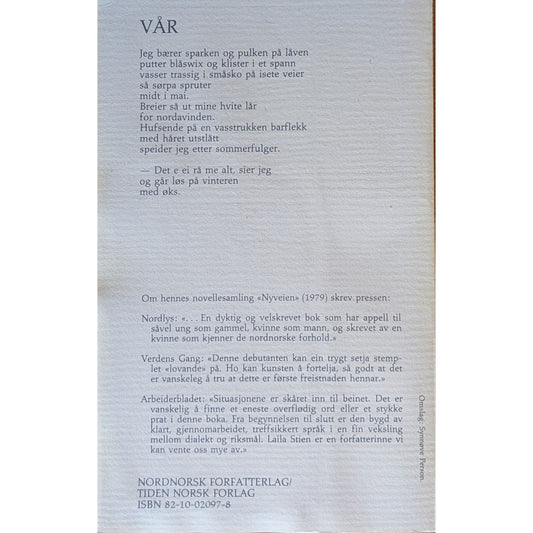 VÅR
Jeg bærer sparken og pulken på låven
putter blåswix og klister i et spann
vasser trassig i småsko på isete veier
så sørpa spruter
midt i mai.
Breier så ut mine hvite lår
for nordavinden.
Hufsende på en vasstrukken barflekk
med håret utslått
speider jeg etter sommerfulger.
— Det e ei rå me alt, sier jeg
og går løs på vinteren
med øks.
Om hennes novellesamling «Nyveien» (1979) skrev pressen:
Nordlys: «. . . En dyktig og velskrevet bok som har appell til
såvel ung som gammel, kvinne som mann, og skrevet av en
kvinne som kjenner de nordnorske forhold.»
Verdens Gang: «Denne debutanten kan ein trygt setja stemp-
let «lovande» på. Ho kan kunsten å fortelja, så godt at det
er vanskeleg å tru at dette er første freistnaden hennar.»
Arbeiderbladet: «Situasjonene er skåret inn til beinet. Det er
vanskelig å finne et eneste overflødig ord eller et stykke
prat i denne boka. Fra begynnelsen til slutt er den bygd av
klart, gjennomarbeidet, treffsikkert språk i en fin veksling
mellom dialekt og riksmål. Laila Stien er en forfatterinne vi
kan vente oss mye av.»
Omslag: Synnøve Person.
NORDNORSK FORFATTERLAG/
TIDEN NORSK FORLAG
ISBN 82-10-02097-8